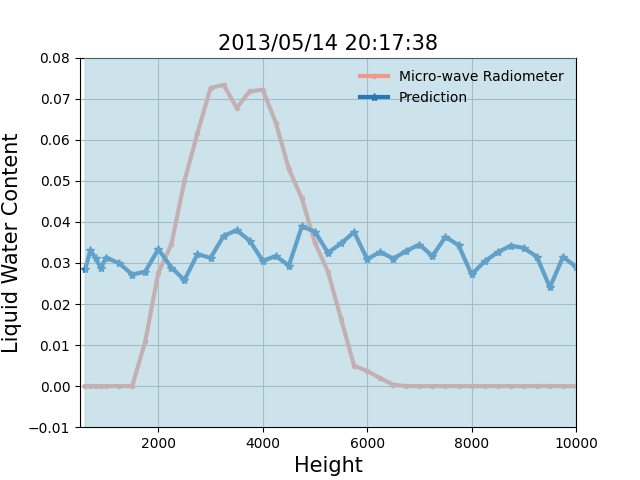 2013/05/14 20:17:38
Micro-wave Radiometer
Prediction
Liquid Water Content
0.08
0.07
0.06
0.05
0.04
0.03
0.02
0.01
0.00
−0.01
2000 4000 6000 8000 10000
Height